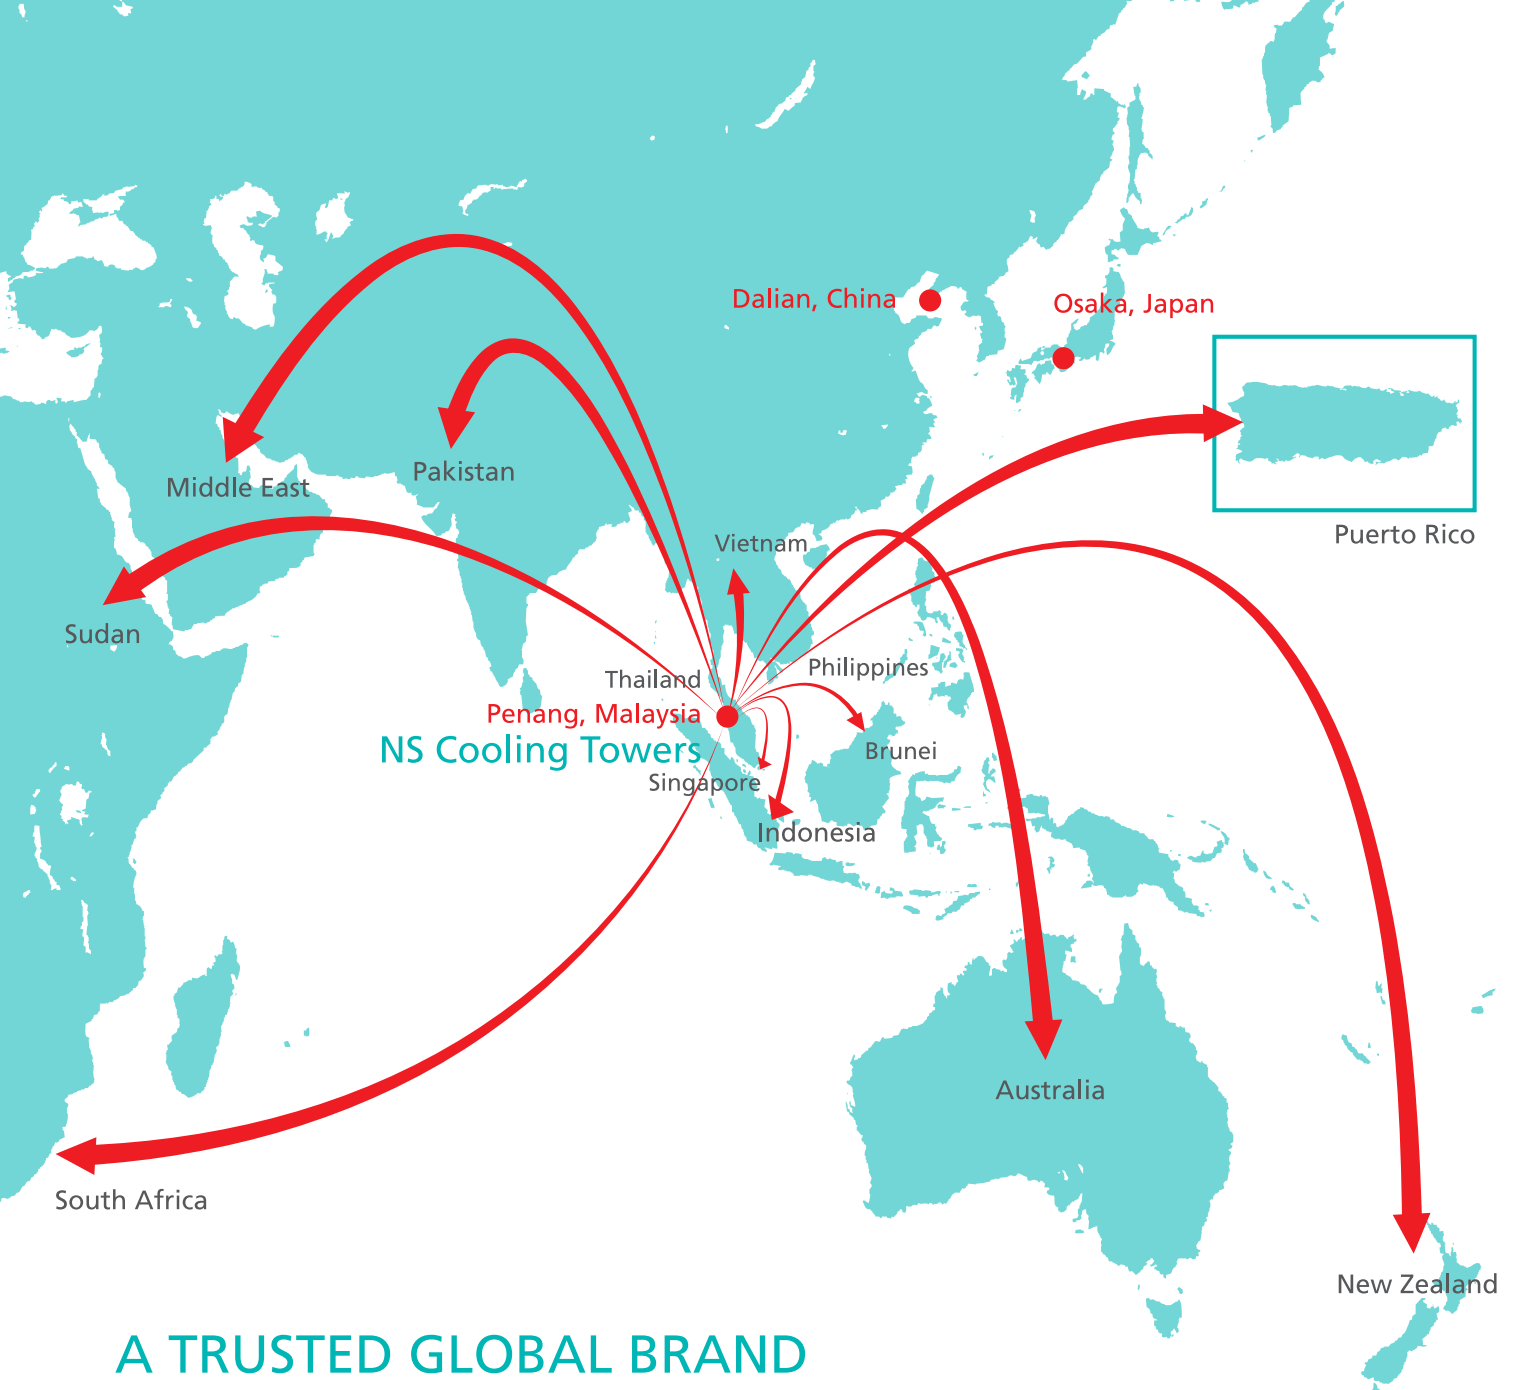 Dalian, China
Osaka, Japan
Middle East
Pakistan
Puerto Rico
Vietnam
Sudan
Thailand
Philippines
Penang, Malaysia
NS Cooling Towers
Brunei
Singapore
Indonesia
Australia
South Africa
New Zealand
A TRUSTED GLOBAL BRAND